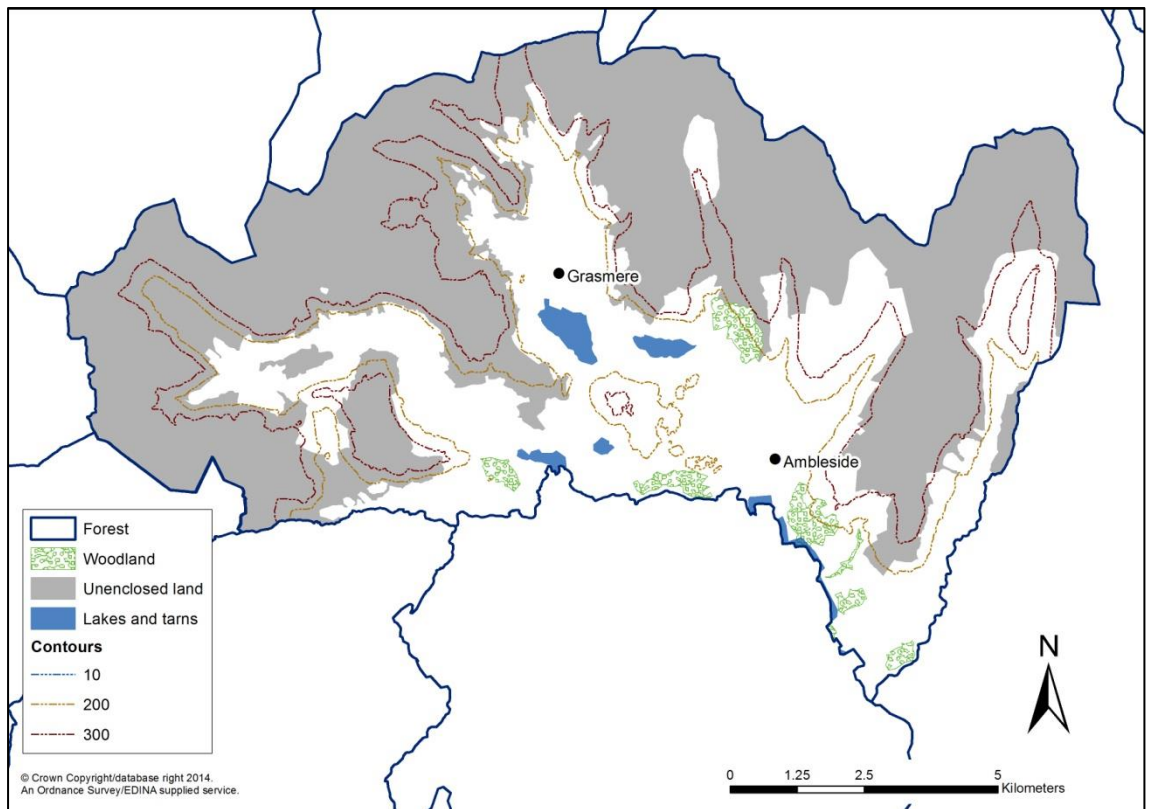 Grasmere
Ambleside
Forest
Woodland
Unenclosed land
Lakes and tarns
Contours
10
200
300
© Crown Copyright/database right 2014.
An Ordnance Survey/EDINA supplied service.
N
0 1.25 2.5 5
Kilometers